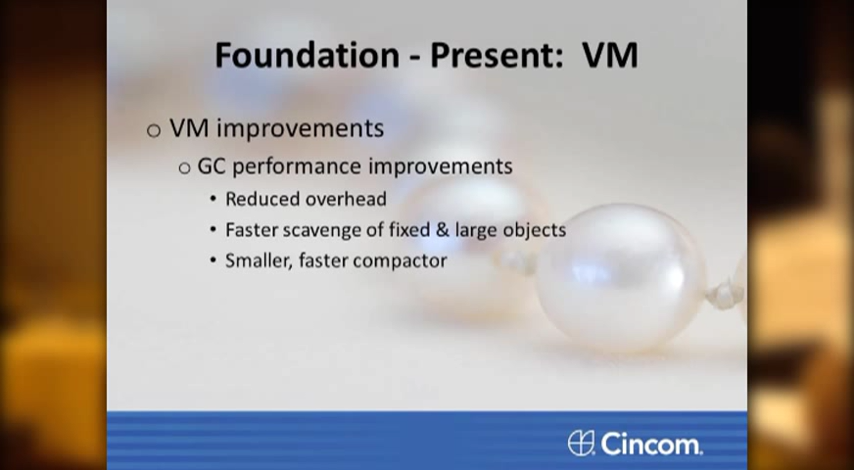 Foundation - Present: VM
o VM improvements
o GC performance improvements
• Reduced overhead
• Faster scavenge of fixed & large objects
• Smaller, faster compactor
Cincom.